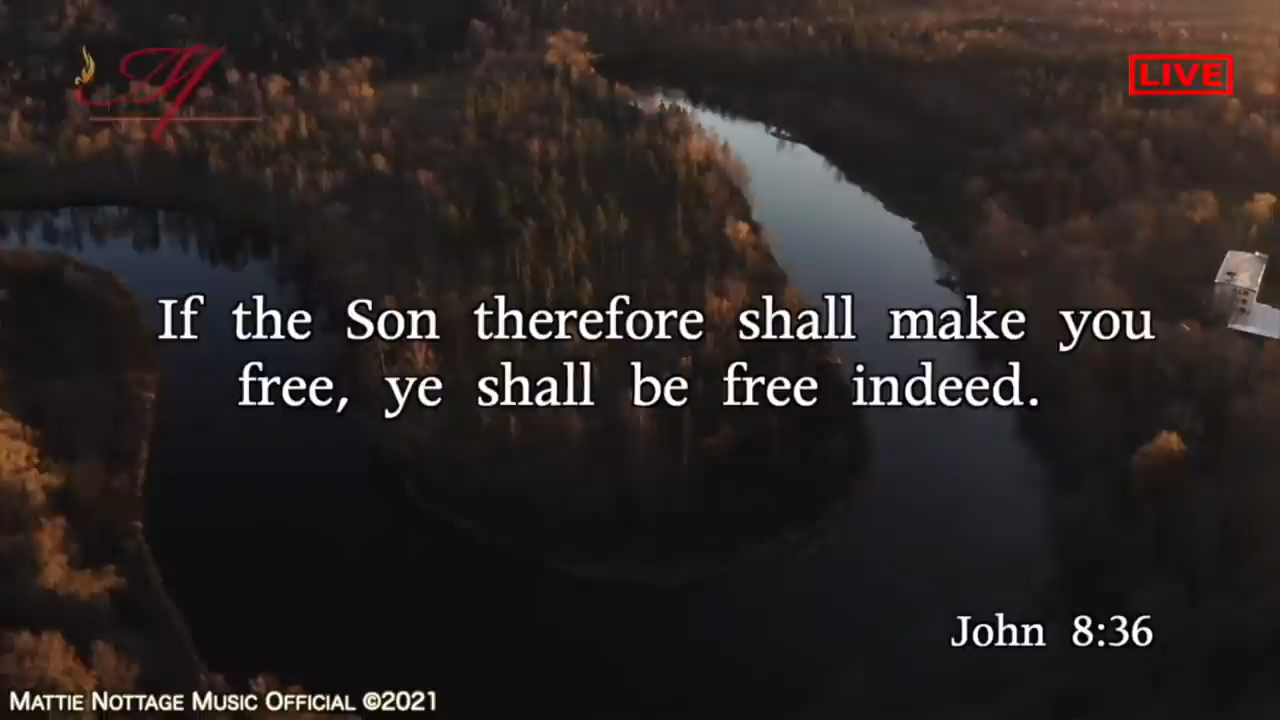 LIVE
If the Son therefore shall make you
free, ye shall be free indeed.
John 8:36
MATTIE NOTTAGE MUSIC OFFICIAL ©2021